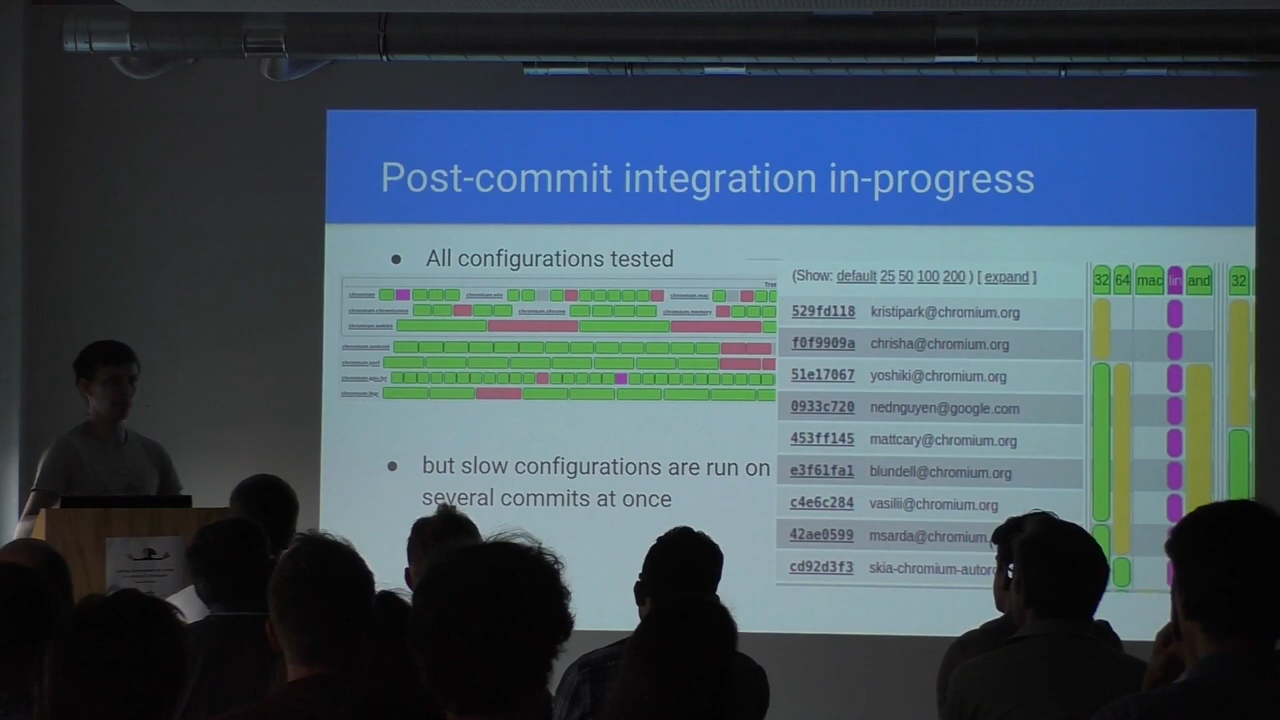 Post-commit integration in-progress
● All configurations tested
● but slow configurations are run on
several commits at once
(Show: default 25 50 100 200 ) [ expand ]
32 64 mac lin and 32
529fd118 kristipark@chromium.org
f0f9909a chrisha@chromium.org
51e17067 yoshiki@chromium.org
0933c720 nednguyen@google.com
453ff145 mattcary@chromium.org
e3f61fa1 blundell@chromium.org
c4e6c284 vasilii@chromium.org
42ae0599 msarda@chromium.
cd92d3f3 skia-chromium-autoro